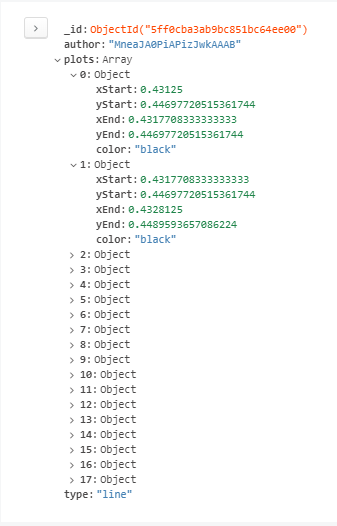 _id: ObjectId("5ff0cba3ab9bc851bc64ee00")
author: "MneaJA0PiAPizJwkAAAB"
plots: Array
0: Object
xStart: 0.43125
yStart: 0.44697720515361744
xEnd: 0.4317708333333333
yEnd: 0.44697720515361744
color: "black"
1: Object
xStart: 0.4317708333333333
yStart: 0.44697720515361744
xEnd: 0.4328125
yEnd: 0.4489593657086224
color: "black"
2: Object
3: Object
4: Object
5: Object
6: Object
7: Object
8: Object
9: Object
10: Object
11: Object
12: Object
13: Object
14: Object
15: Object
16: Object
17: Object
type: "line"